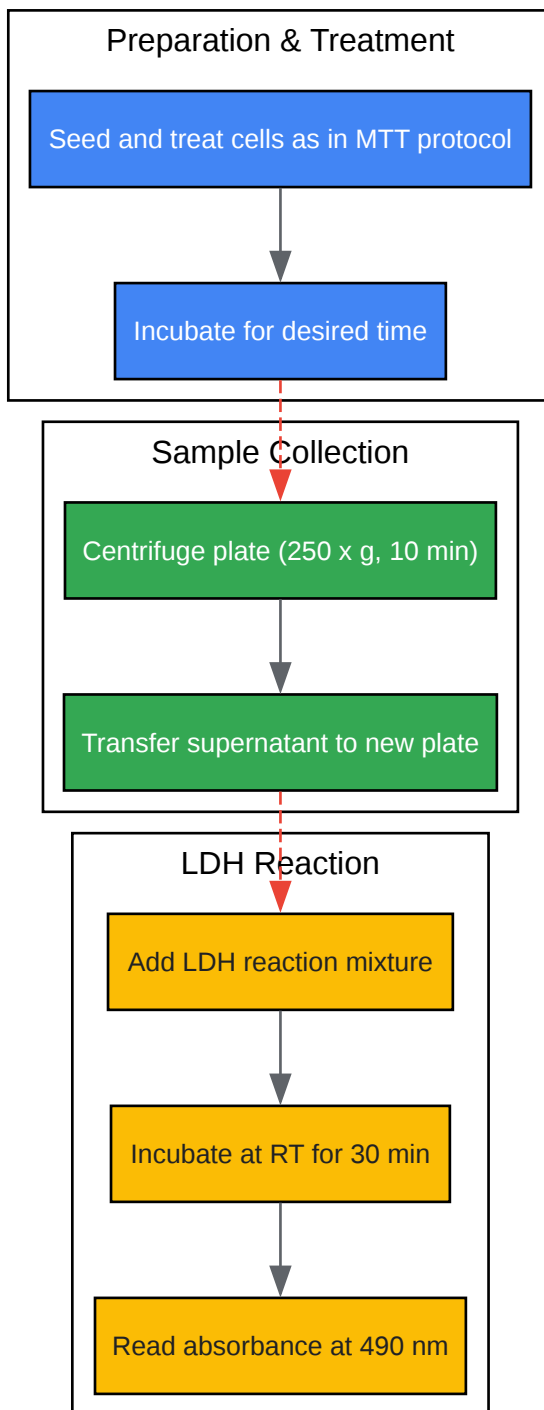 Preparation & Treatment
Seed and treat cells as in MTT protocol
Incubate for desired time
Sample Collection
Centrifuge plate (250 x g, 10 min)
Transfer supernatant to new plate
LDH Reaction
Add LDH reaction mixture
Incubate at RT for 30 min
Read absorbance at 490 nm